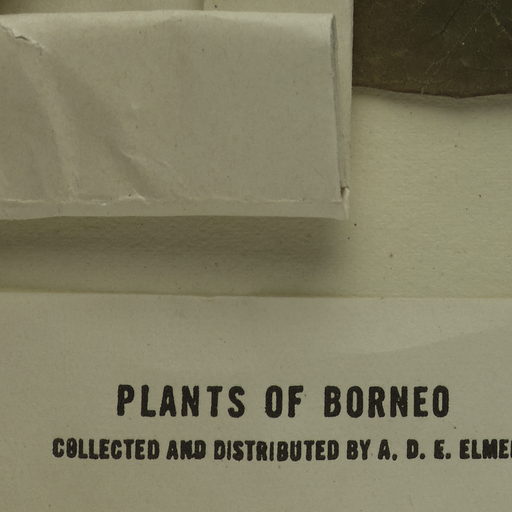 PLANTS OF BORNEO
COLLECTED AND DISTRIBUTED BY A. D. E. ELME